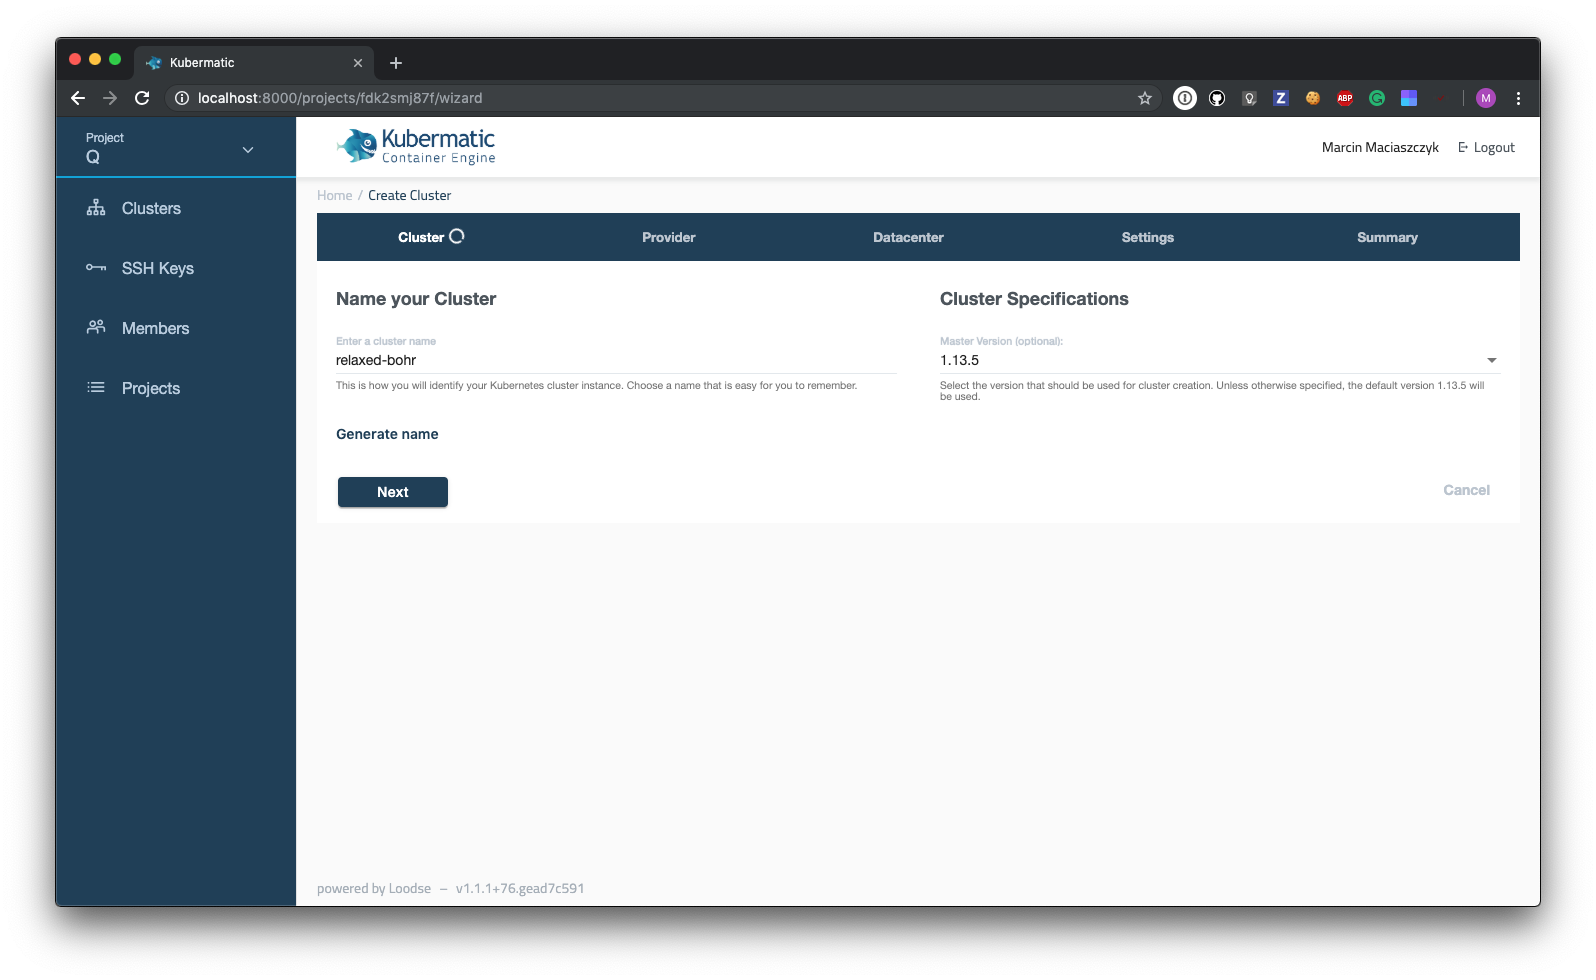 Kubermatic
localhost:8000/projects/fdk2smj87f/wizard
Z
ABP
G
M
Project
Q
Kubermatic
Container Engine
Marcin Maciaszczyk
Logout
Clusters
SSH Keys
Members
Projects
Home / Create Cluster
Cluster
Provider
Datacenter
Settings
Summary
Name your Cluster
Cluster Specifications
Enter a cluster name
relaxed-bohr
This is how you will identify your Kubernetes cluster instance. Choose a name that is easy for you to remember.
Master Version (optional):
1.13.5
Select the version that should be used for cluster creation. Unless otherwise specified, the default version 1.13.5 will
be used.
Generate name
Next
Cancel
powered by Loodse – v1.1.1+76.gead7c591